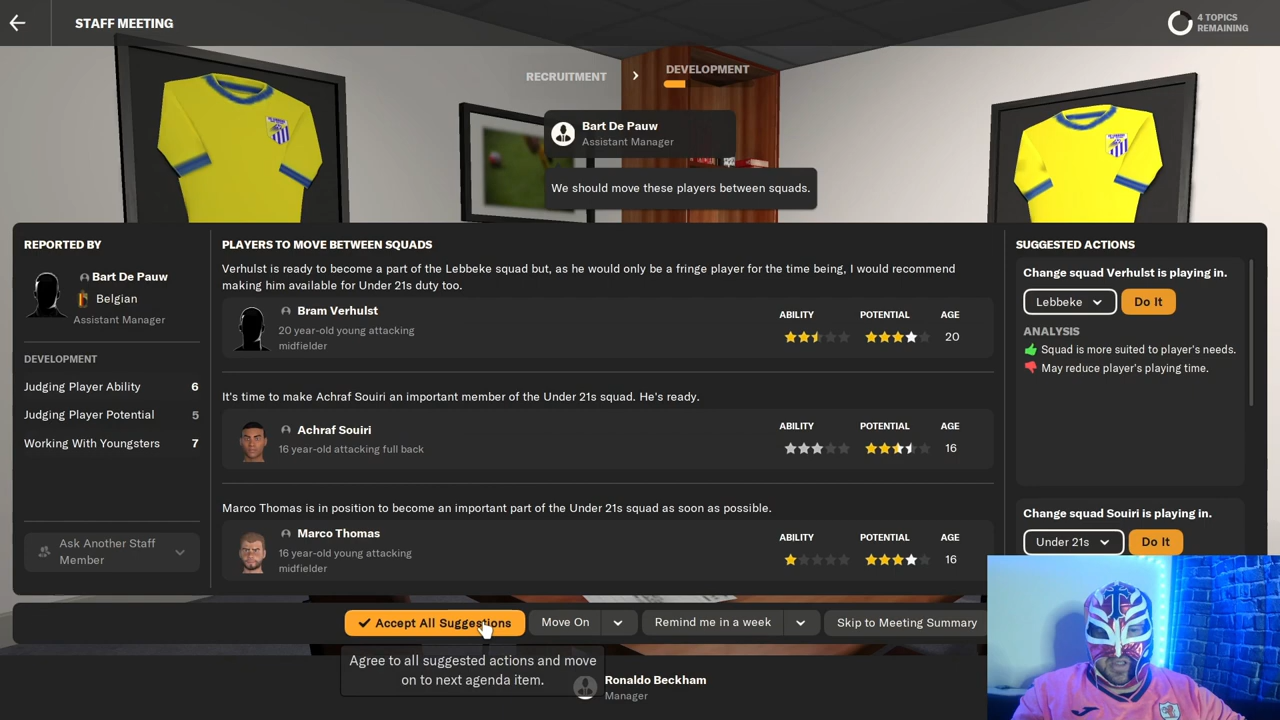 STAFF MEETING
4 TOPICS
REMAINING
RECRUITMENT
DEVELOPMENT
Bart De Pauw
Assistant Manager
We should move these players between squads.
REPORTED BY
Bart De Pauw
Belgian
Assistant Manager
DEVELOPMENT
Judging Player Ability 6
Judging Player Potential 5
Working With Youngsters 7
Ask Another Staff
Member
PLAYERS TO MOVE BETWEEN SQUADS
Verhulst is ready to become a part of the Lebbeke squad but, as he would only be a fringe player for the time being, I would recommend
making him available for Under 21s duty too.
Bram Verhulst
20 year-old young attacking
midfielder
ABILITY POTENTIAL AGE
20
It's time to make Achraf Souiri an important member of the Under 21s squad. He's ready.
Achraf Souiri
16 year-old attacking full back
ABILITY POTENTIAL AGE
16
Marco Thomas is in position to become an important part of the Under 21s squad as soon as possible.
Marco Thomas
16 year-old young attacking
midfielder
ABILITY POTENTIAL AGE
16
SUGGESTED ACTIONS
Change squad Verhulst is playing in.
Lebbeke Do It
ANALYSIS
Squad is more suited to player's needs.
May reduce player's playing time.
Change squad Souiri is playing in.
Under 21s Do It
Accept All Suggestions Move On Remind me in a week Skip to Meeting Summary
Agree to all suggested actions and move
on to next agenda item.
Ronaldo Beckham
Manager